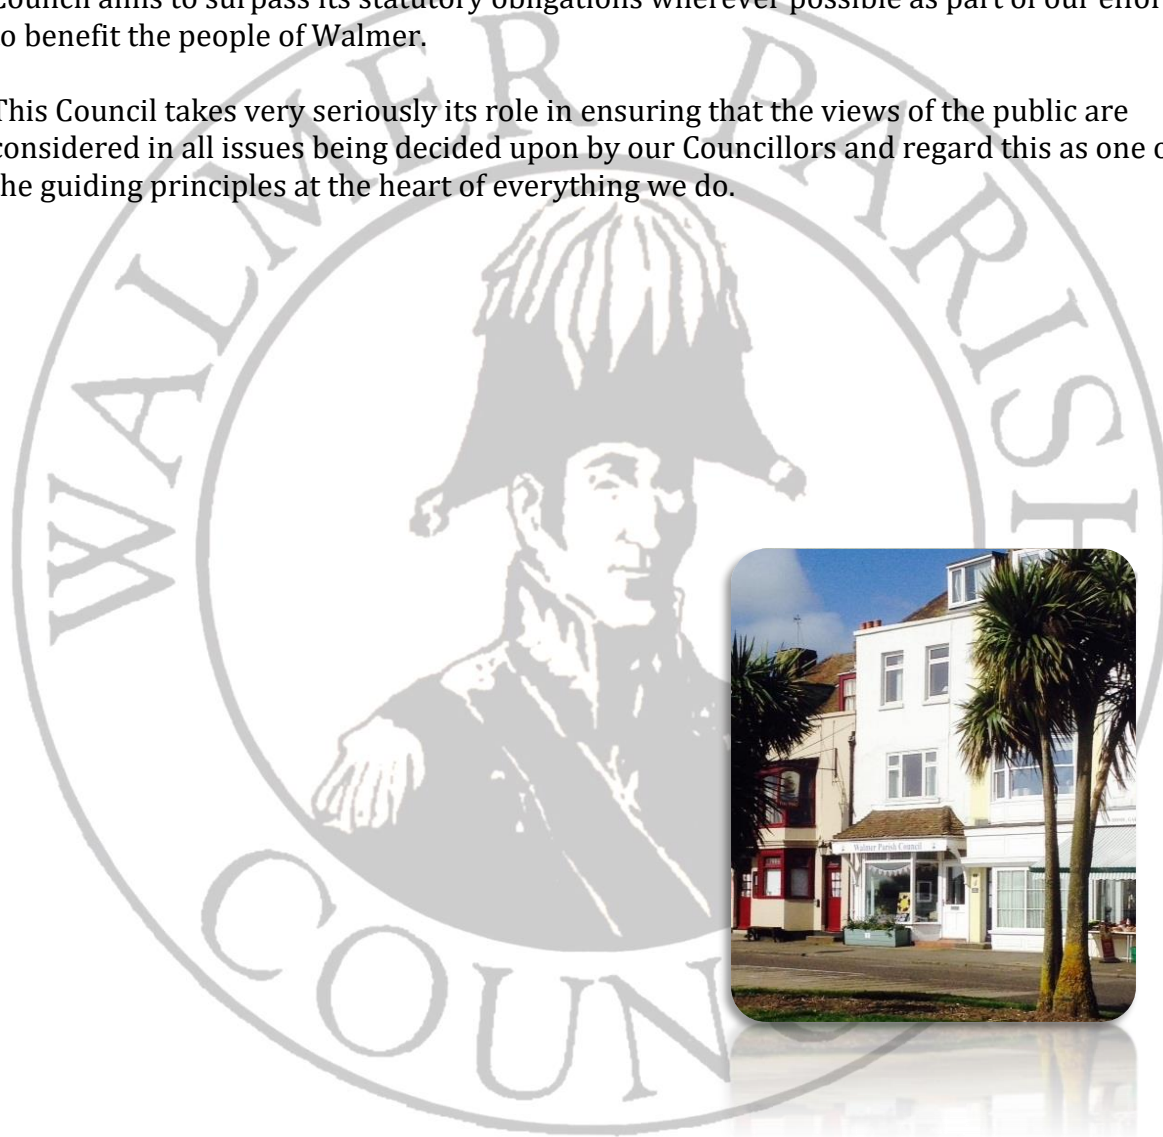 Council aims to surpass its statutory obligations wherever possible as part of our effor
to benefit the people of Walmer.
This Council takes very seriously its role in ensuring that the views of the public are
considered in all issues being decided upon by our Councillors and regard this as one o
the guiding principles at the heart of everything we do.
WALMER PARISH
COUN
Walmer Parish Council